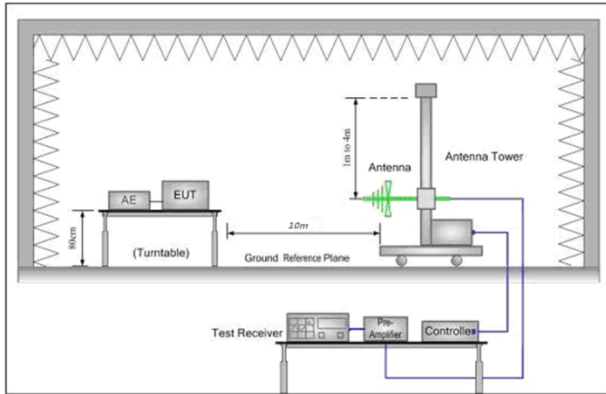 1m to 4m
Antenna
Antenna Tower
AE
EUT
80cm
(Turntable)
10m
Ground Reference Plane
Test Receiver
Pre-
Amplifier
Controller